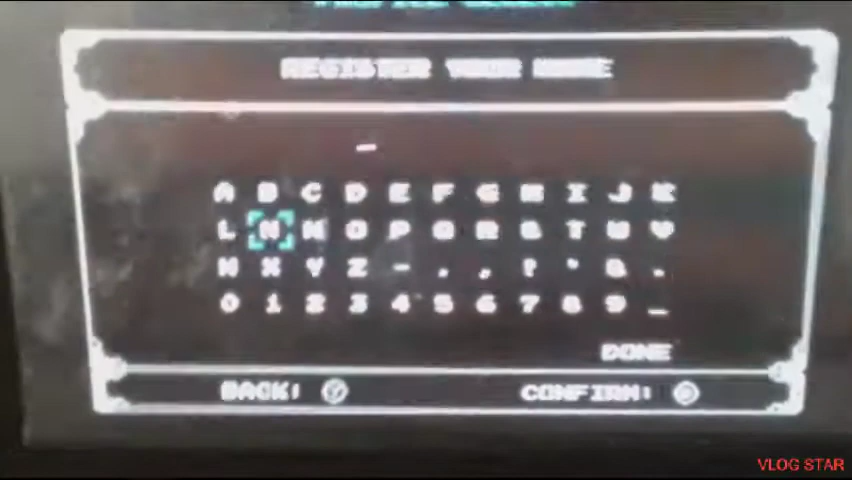 REGISTER YOUR NAME
A B C D E F G H I J K
L M N O P Q R S T U V
W X Y Z - . , ! " & .
0 1 2 3 4 5 6 7 8 9 _
DONE
BACK: Y CONFIRM:
VLOG STAR